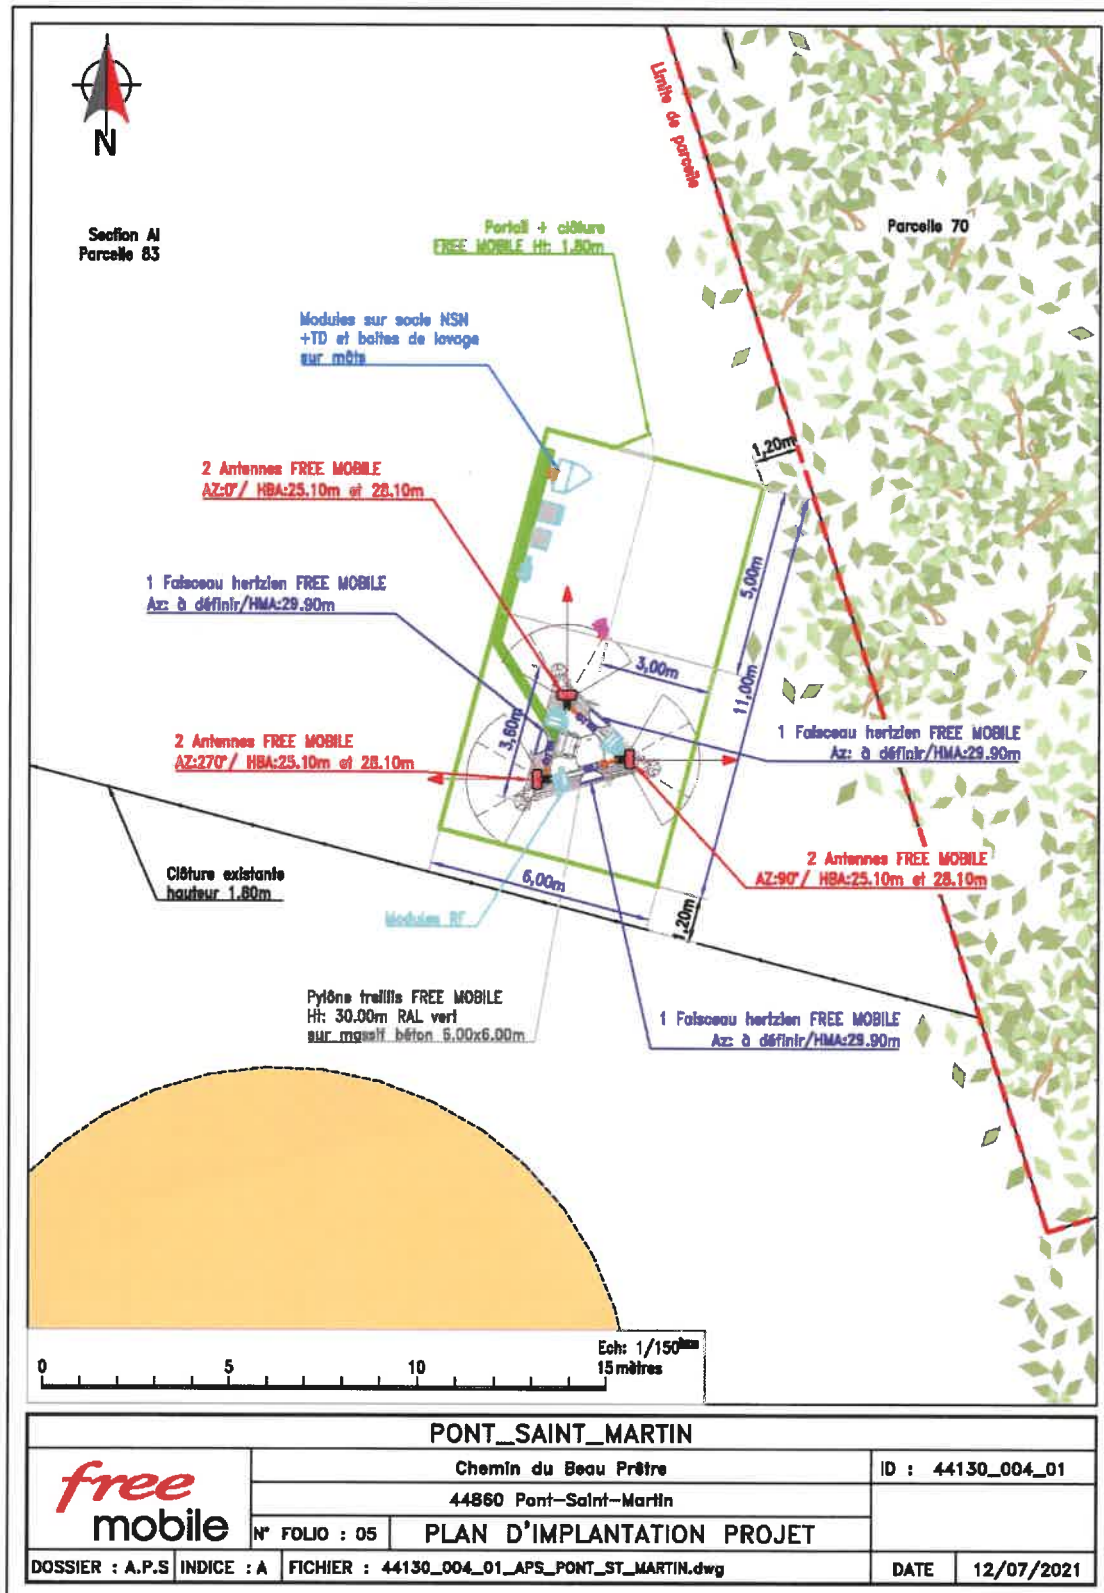 N
Section AI
Parcelle 83
Limite de parcelle
Parcelle 70
Portail + clôture
FREE MOBILE Ht: 1.80m
Modules sur socle NSN
+TD et boites de lovage
sur mâts
1,20m
2 Antennes FREE MOBILE
AZ:0°/ HBA:25.10m et 28.10m
5,00m
1 Faisceau hertzien FREE MOBILE
Az: à définir/HMA:29.90m
3,00m
11,00m
3,60m
1 Faisceau hertzien FREE MOBILE
Az: à définir/HMA:29.90m
2 Antennes FREE MOBILE
AZ:270°/ HBA:25.10m et 28.10m
2 Antennes FREE MOBILE
AZ:90°/ HBA:25.10m et 28.10m
Clôture existante
hauteur 1.80m
6,00m
1,20m
Modules RF
Pylône treillis FREE MOBILE
Ht: 30.00m RAL vert
sur massif béton 6.00x6.00m
1 Faisceau hertzien FREE MOBILE
Az: à définir/HMA:29.90m
Ech: 1/150
0 5 10 15 mètres
PONT_SAINT_MARTIN
free
mobile
Chemin du Beau Prêtre
ID : 44130_004_01
44860 Pont-Saint-Martin
N° FOLIO : 05
PLAN D'IMPLANTATION PROJET
DOSSIER : A.P.S
INDICE : A
FICHIER : 44130_004_01_APS_PONT_ST_MARTIN.dwg
DATE
12/07/2021